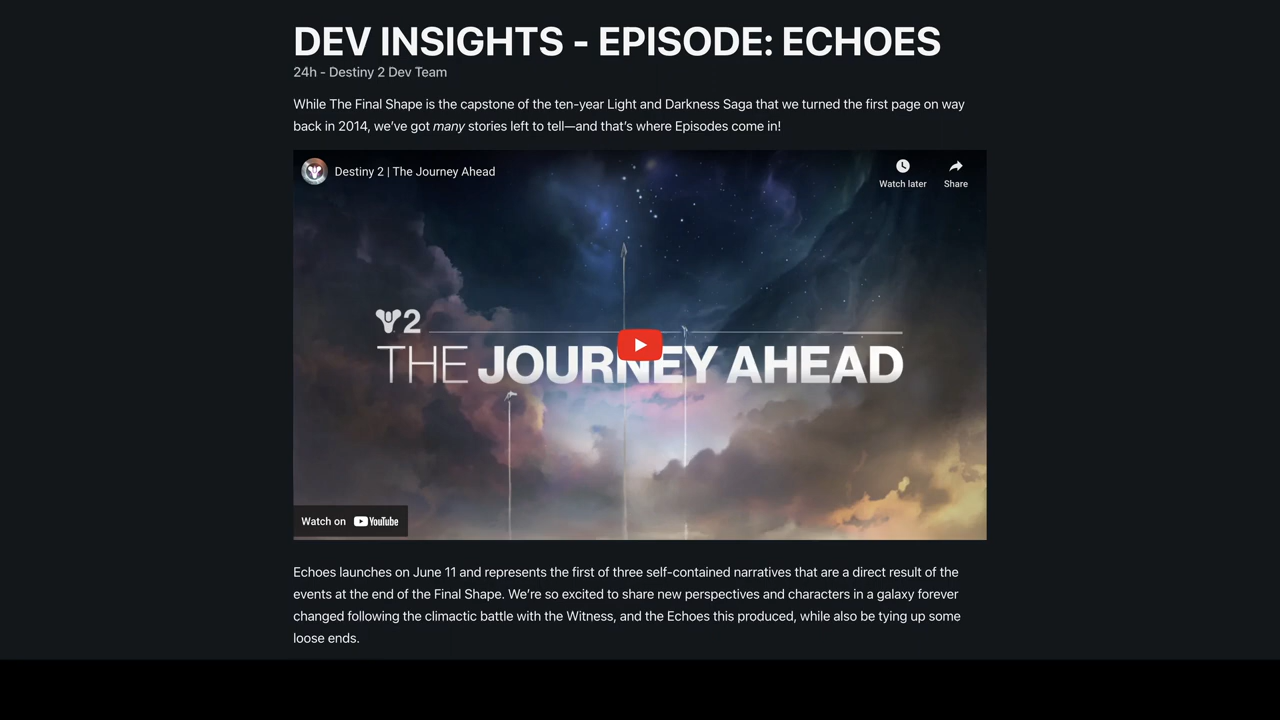 DEV INSIGHTS - EPISODE: ECHOES
24h - Destiny 2 Dev Team
While The Final Shape is the capstone of the ten-year Light and Darkness Saga that we turned the first page on way
back in 2014, we've got many stories left to tell—and that's where Episodes come in!
Destiny 2 | The Journey Ahead
Watch later
Share
2
THE JOURNEY AHEAD
Watch on YouTube
Echoes launches on June 11 and represents the first of three self-contained narratives that are a direct result of the
events at the end of the Final Shape. We're so excited to share new perspectives and characters in a galaxy forever
changed following the climactic battle with the Witness, and the Echoes this produced, while also be tying up some
loose ends.